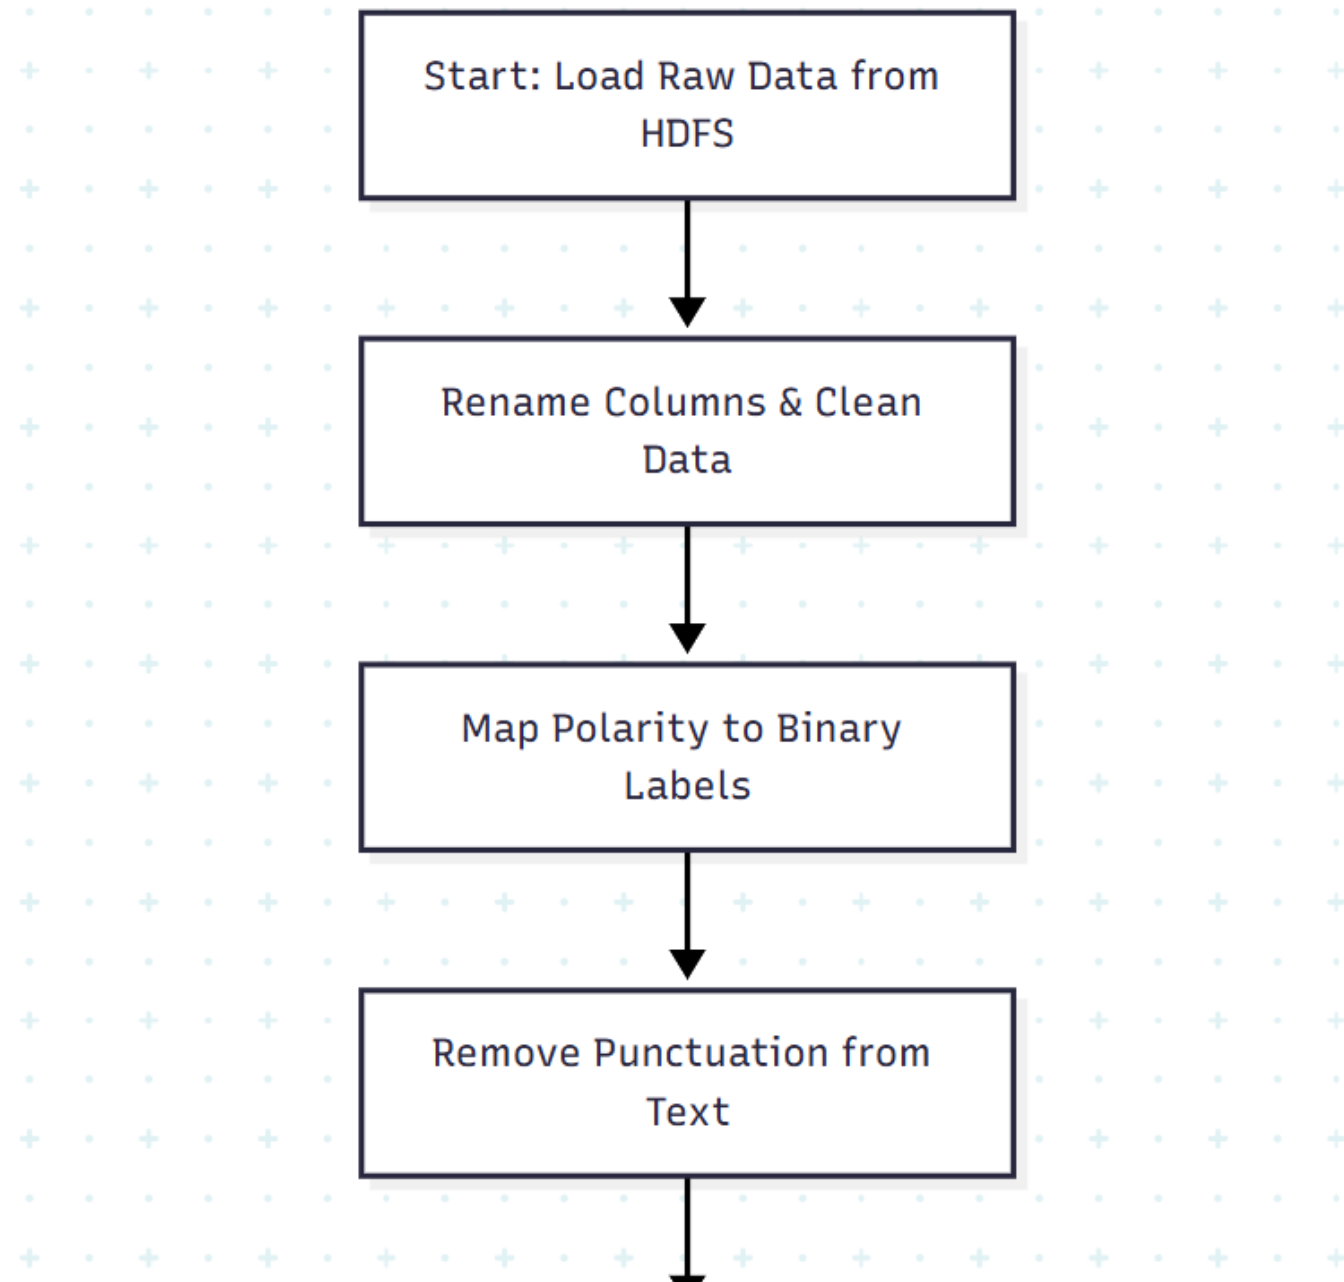 Start: Load Raw Data from
HDFS
Rename Columns & Clean
Data
Map Polarity to Binary
Labels
Remove Punctuation from
Text